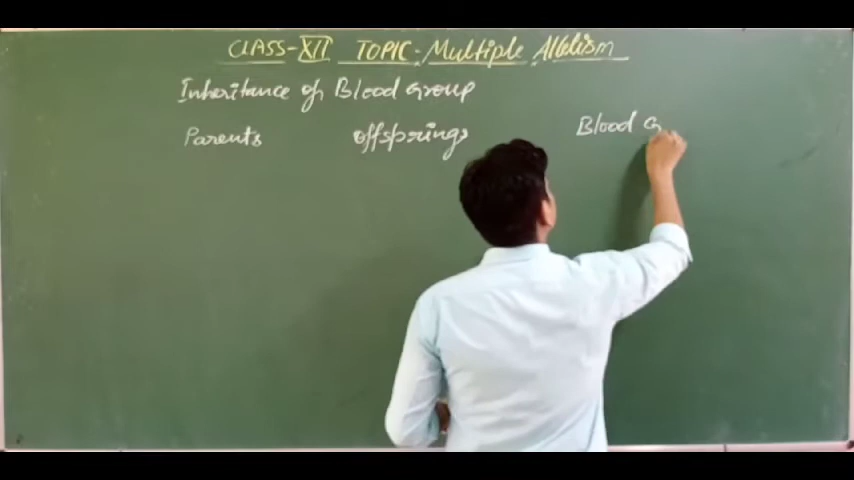 CLASS-XII TOPIC-Multiple Allelism
Inheritance of Blood Group
Parents offsprings Blood G